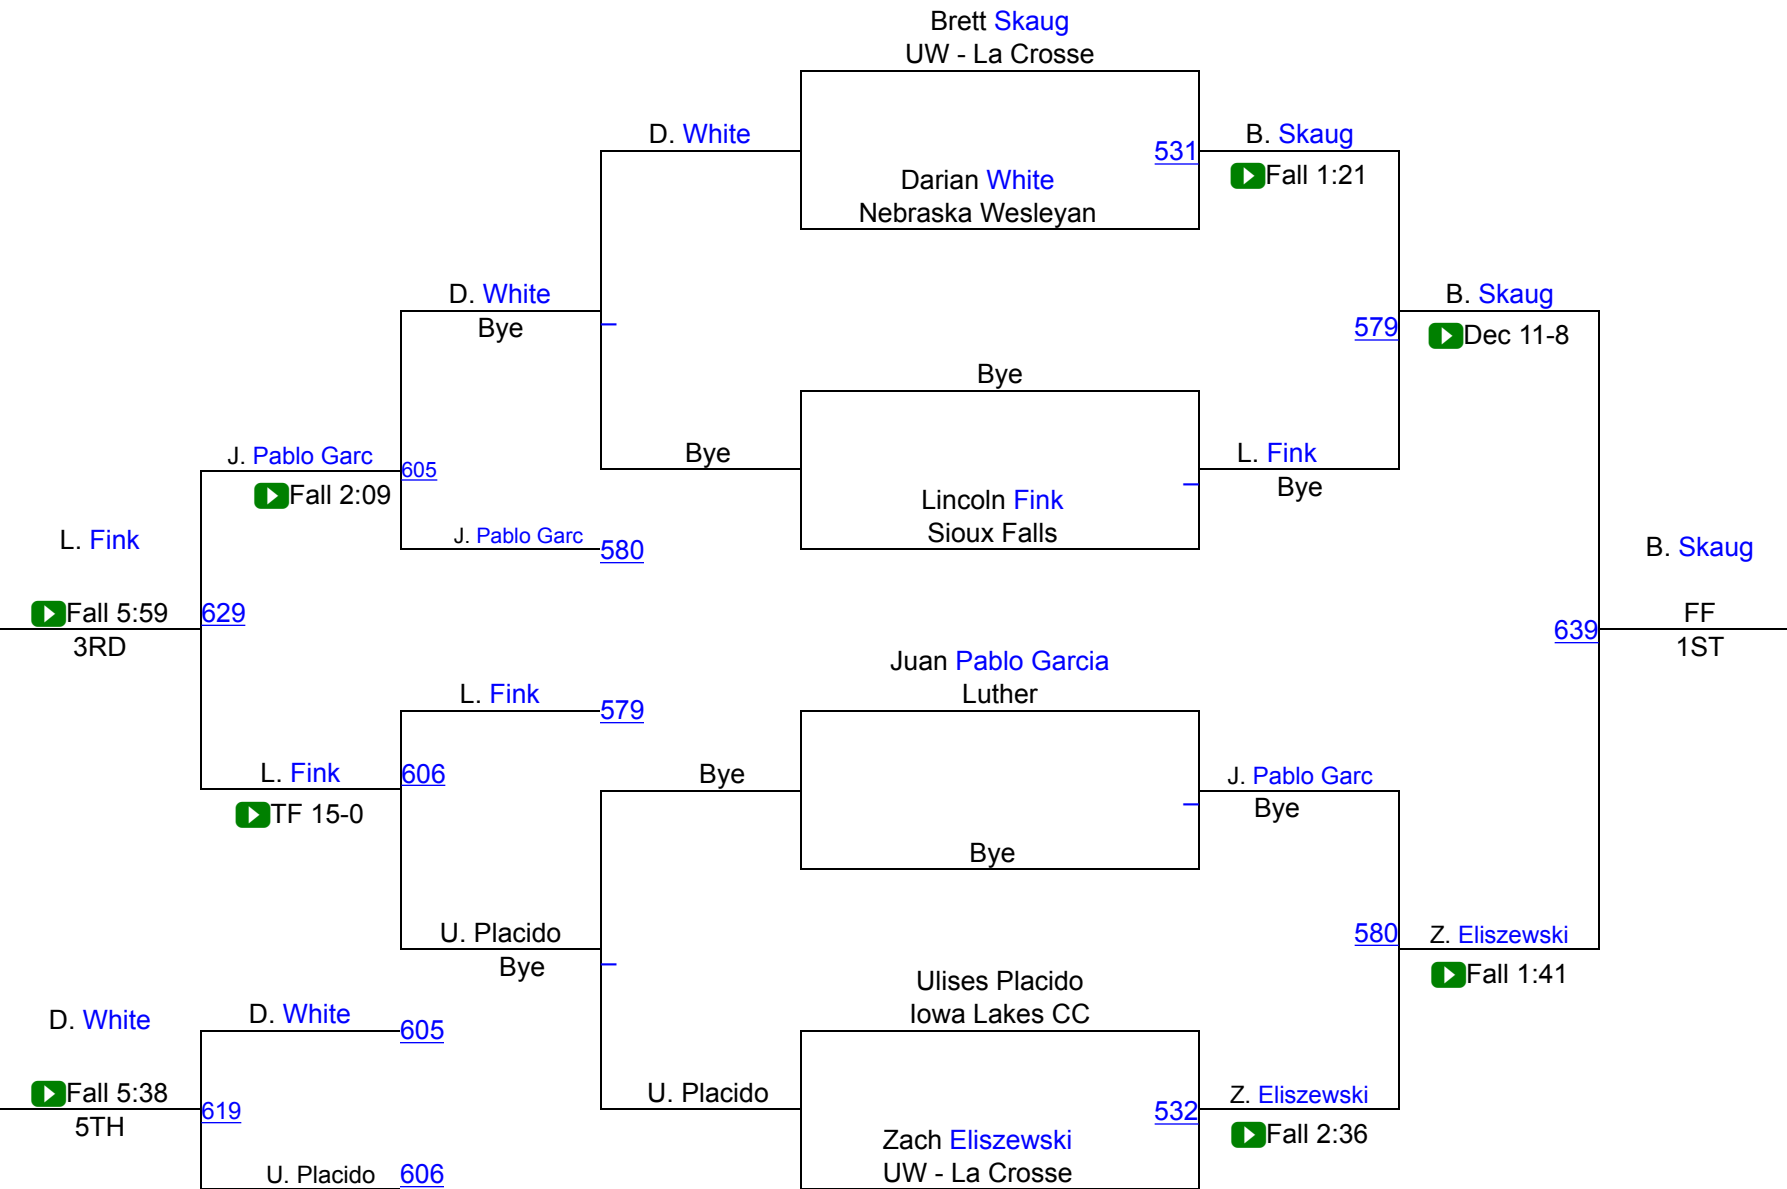 Brett Skaug
UW - La Crosse
D. White
531
B. Skaug
Fall 1:21
Darian White
Nebraska Wesleyan
D. White
Bye
579
B. Skaug
Dec 11-8
Bye
J. Pablo Garc
605
Fall 2:09
Bye
L. Fink
Bye
Lincoln Fink
Sioux Falls
L. Fink
J. Pablo Garc
580
B. Skaug
Fall 5:59
629
3RD
639
FF
1ST
Juan Pablo Garcia
Luther
L. Fink
579
L. Fink
606
TF 15-0
Bye
J. Pablo Garc
Bye
Bye
U. Placido
Bye
580
Z. Eliszewski
Fall 1:41
Ulises Placido
Iowa Lakes CC
D. White
D. White
605
Fall 5:38
619
5TH
U. Placido
532
Z. Eliszewski
Fall 2:36
Zach Eliszewski
UW - La Crosse
U. Placido
606